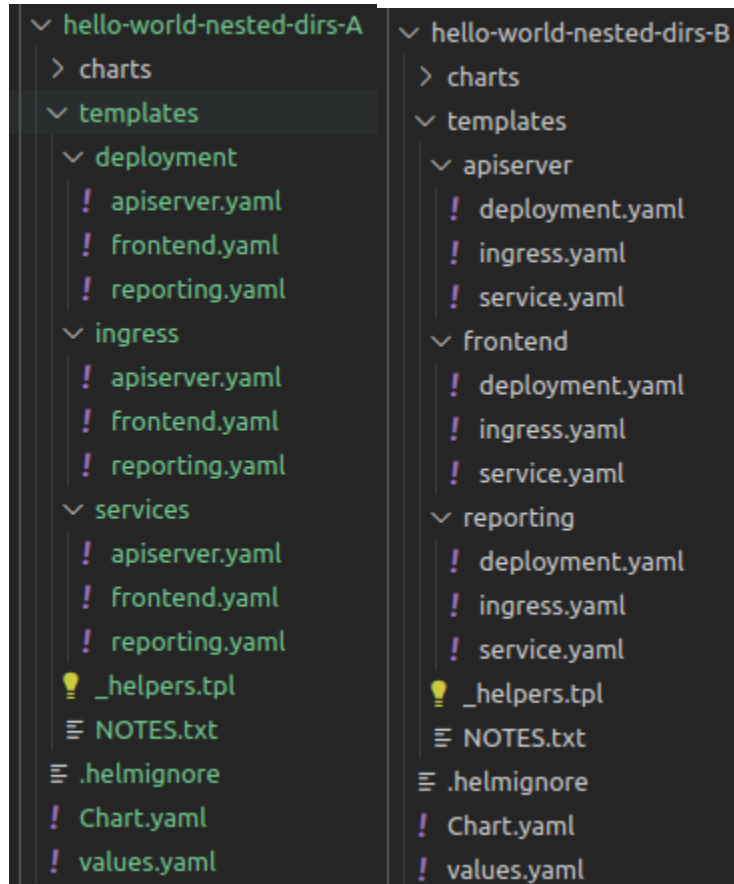 hello-world-nested-dirs-A
charts
templates
deployment
apiserver.yaml
frontend.yaml
reporting.yaml
ingress
apiserver.yaml
frontend.yaml
reporting.yaml
services
apiserver.yaml
frontend.yaml
reporting.yaml
_helpers.tpl
NOTES.txt
.helmignore
Chart.yaml
values.yaml
hello-world-nested-dirs-B
charts
templates
apiserver
deployment.yaml
ingress.yaml
service.yaml
frontend
deployment.yaml
ingress.yaml
service.yaml
reporting
deployment.yaml
ingress.yaml
service.yaml
_helpers.tpl
NOTES.txt
.helmignore
Chart.yaml
values.yaml